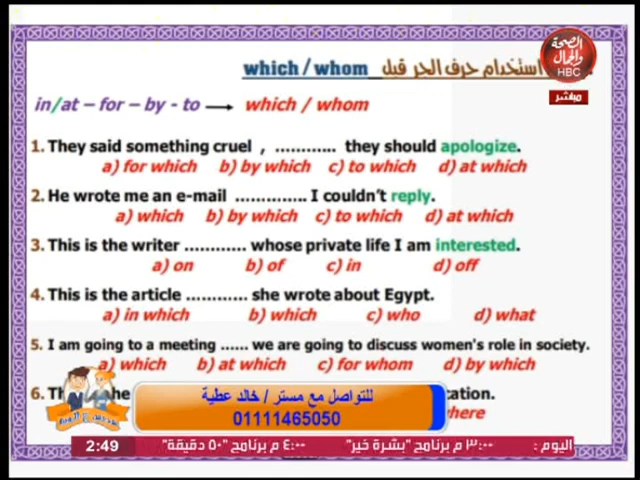 استخدام حرف الجر قبل which / whom
الصحة والجمال
HBC
مباشر
in/at – for – by - to → which / whom
1. They said something cruel , ………… they should apologize.
a) for which b) by which c) to which d) at which
2. He wrote me an e-mail ………….. I couldn't reply.
a) which b) by which c) to which d) at which
3. This is the writer ………… whose private life I am interested.
a) on b) of c) in d) off
4. This is the article ………… she wrote about Egypt.
a) in which b) which c) who d) what
5. I am going to a meeting …... we are going to discuss women's role in society.
a) which b) at which c) for whom d) by which
6.
للتواصل مع مستر / خالد عطية
01111465050
2:49
اليوم : ٣:٠٠ م برنامج "بشرة خير" ٤:٠٠ م برنامج "٥٠ دقيقة"